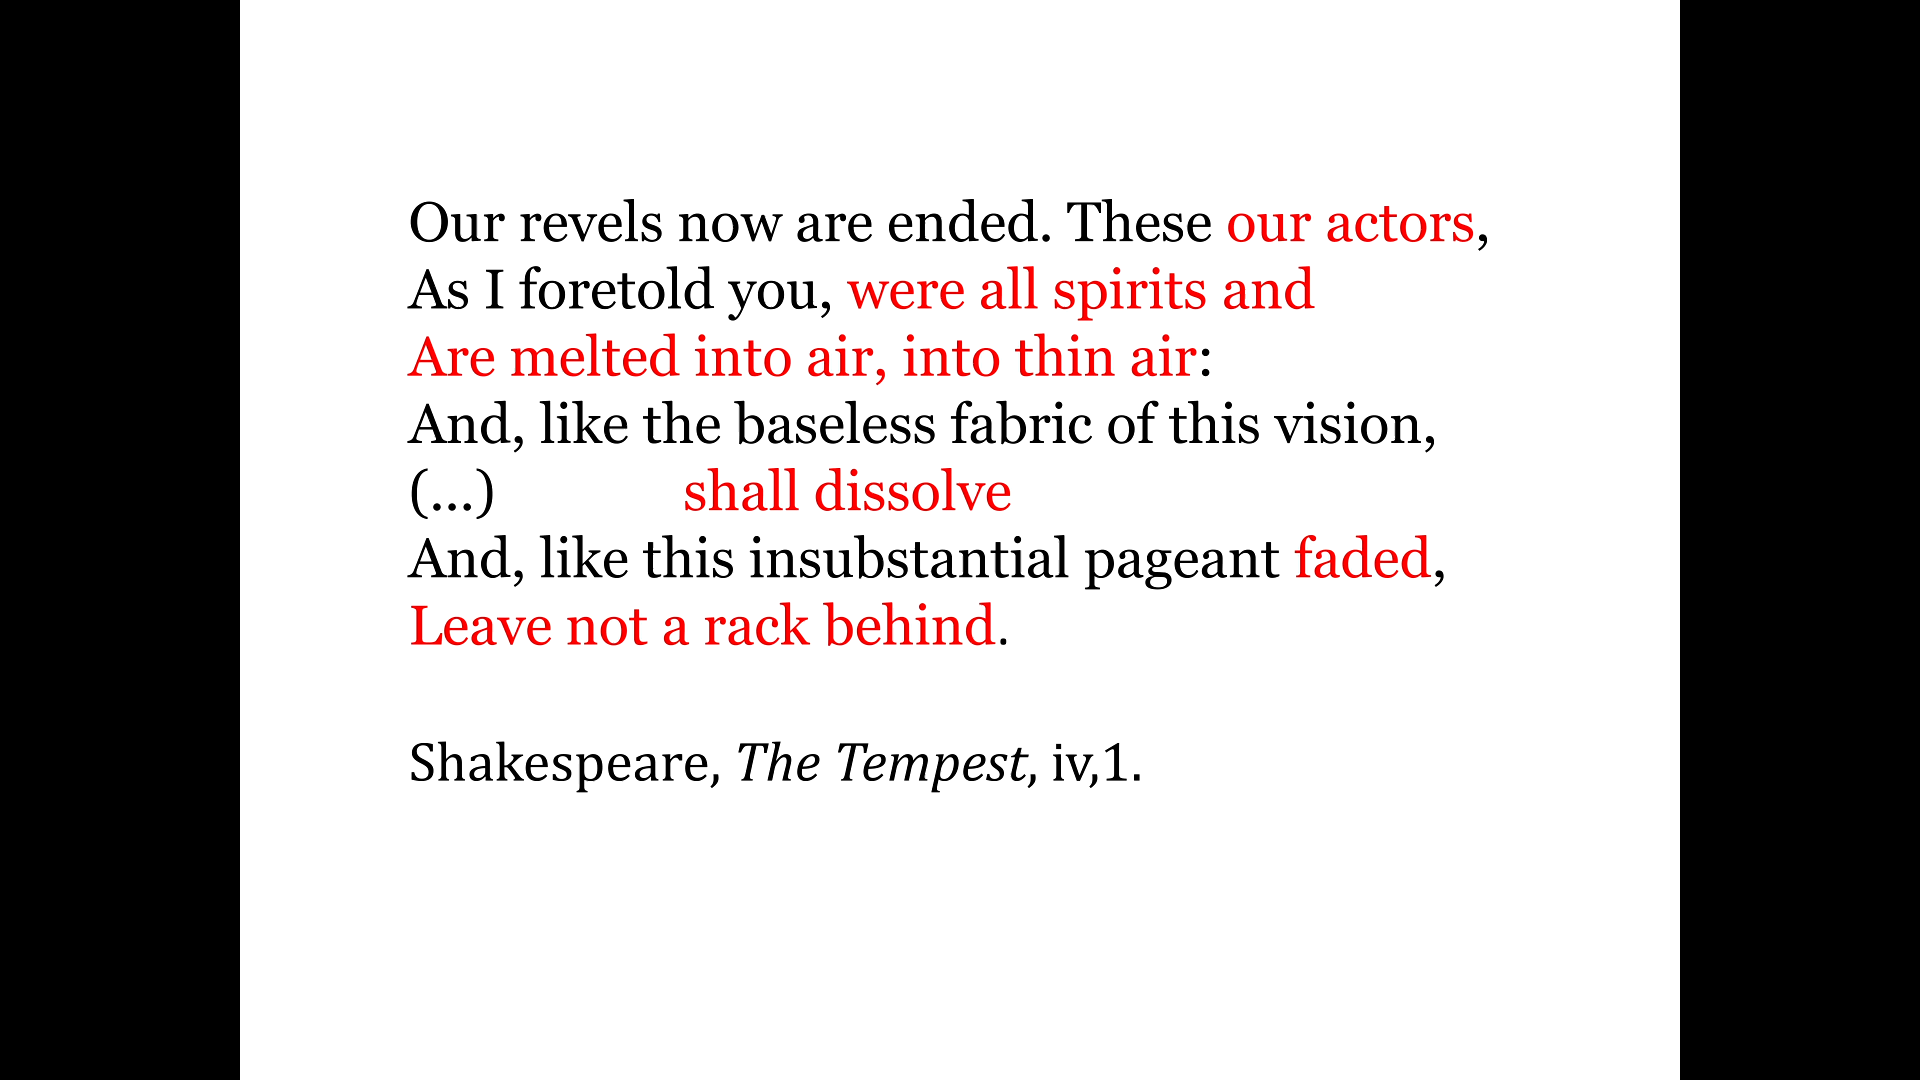 Our revels now are ended. These our actors,
As I foretold you, were all spirits and
Are melted into air, into thin air:
And, like the baseless fabric of this vision,
(...) shall dissolve
And, like this insubstantial pageant faded,
Leave not a rack behind.
Shakespeare, The Tempest, iv,1.